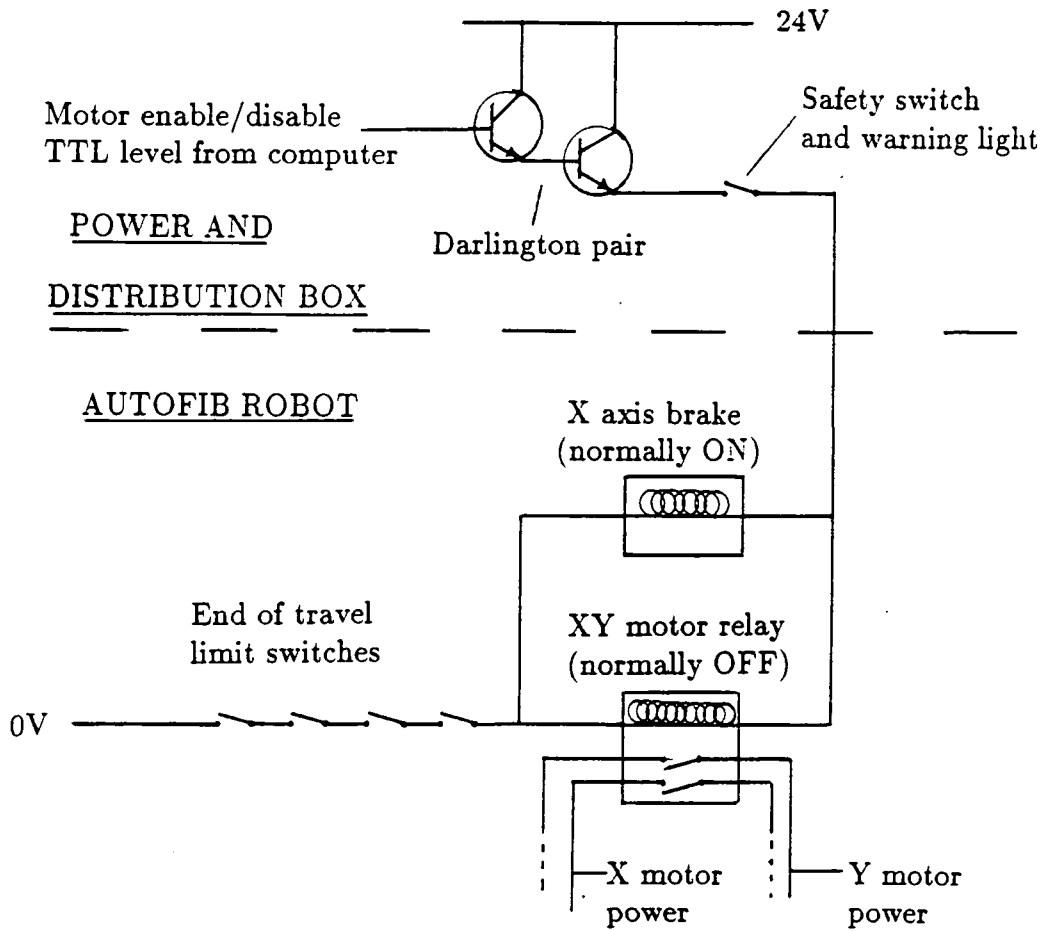 24V
Motor enable/disable
TTL level from computer
Safety switch
and warning light
Darlington pair
POWER AND
DISTRIBUTION BOX
AUTOFIB ROBOT
X axis brake
(normally ON)
End of travel
limit switches
XY motor relay
(normally OFF)
0V
X motor
power
Y motor
power